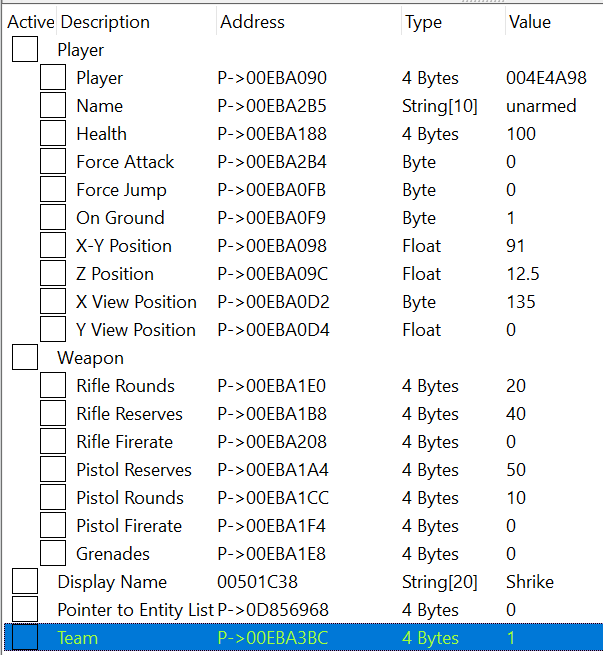 Active Description Address Type Value
Player
Player P->00EBA090 4 Bytes 004E4A98
Name P->00EBA2B5 String[10] unarmed
Health P->00EBA188 4 Bytes 100
Force Attack P->00EBA2B4 Byte 0
Force Jump P->00EBA0FB Byte 0
On Ground P->00EBA0F9 Byte 1
X-Y Position P->00EBA098 Float 91
Z Position P->00EBA09C Float 12.5
X View Position P->00EBA0D2 Byte 135
Y View Position P->00EBA0D4 Float 0
Weapon
Rifle Rounds P->00EBA1E0 4 Bytes 20
Rifle Reserves P->00EBA1B8 4 Bytes 40
Rifle Firerate P->00EBA208 4 Bytes 0
Pistol Reserves P->00EBA1A4 4 Bytes 50
Pistol Rounds P->00EBA1CC 4 Bytes 10
Pistol Firerate P->00EBA1F4 4 Bytes 0
Grenades P->00EBA1E8 4 Bytes 0
Display Name 00501C38 String[20] Shrike
Pointer to Entity List P->0D856968 4 Bytes 0
Team P->00EBA3BC 4 Bytes 1